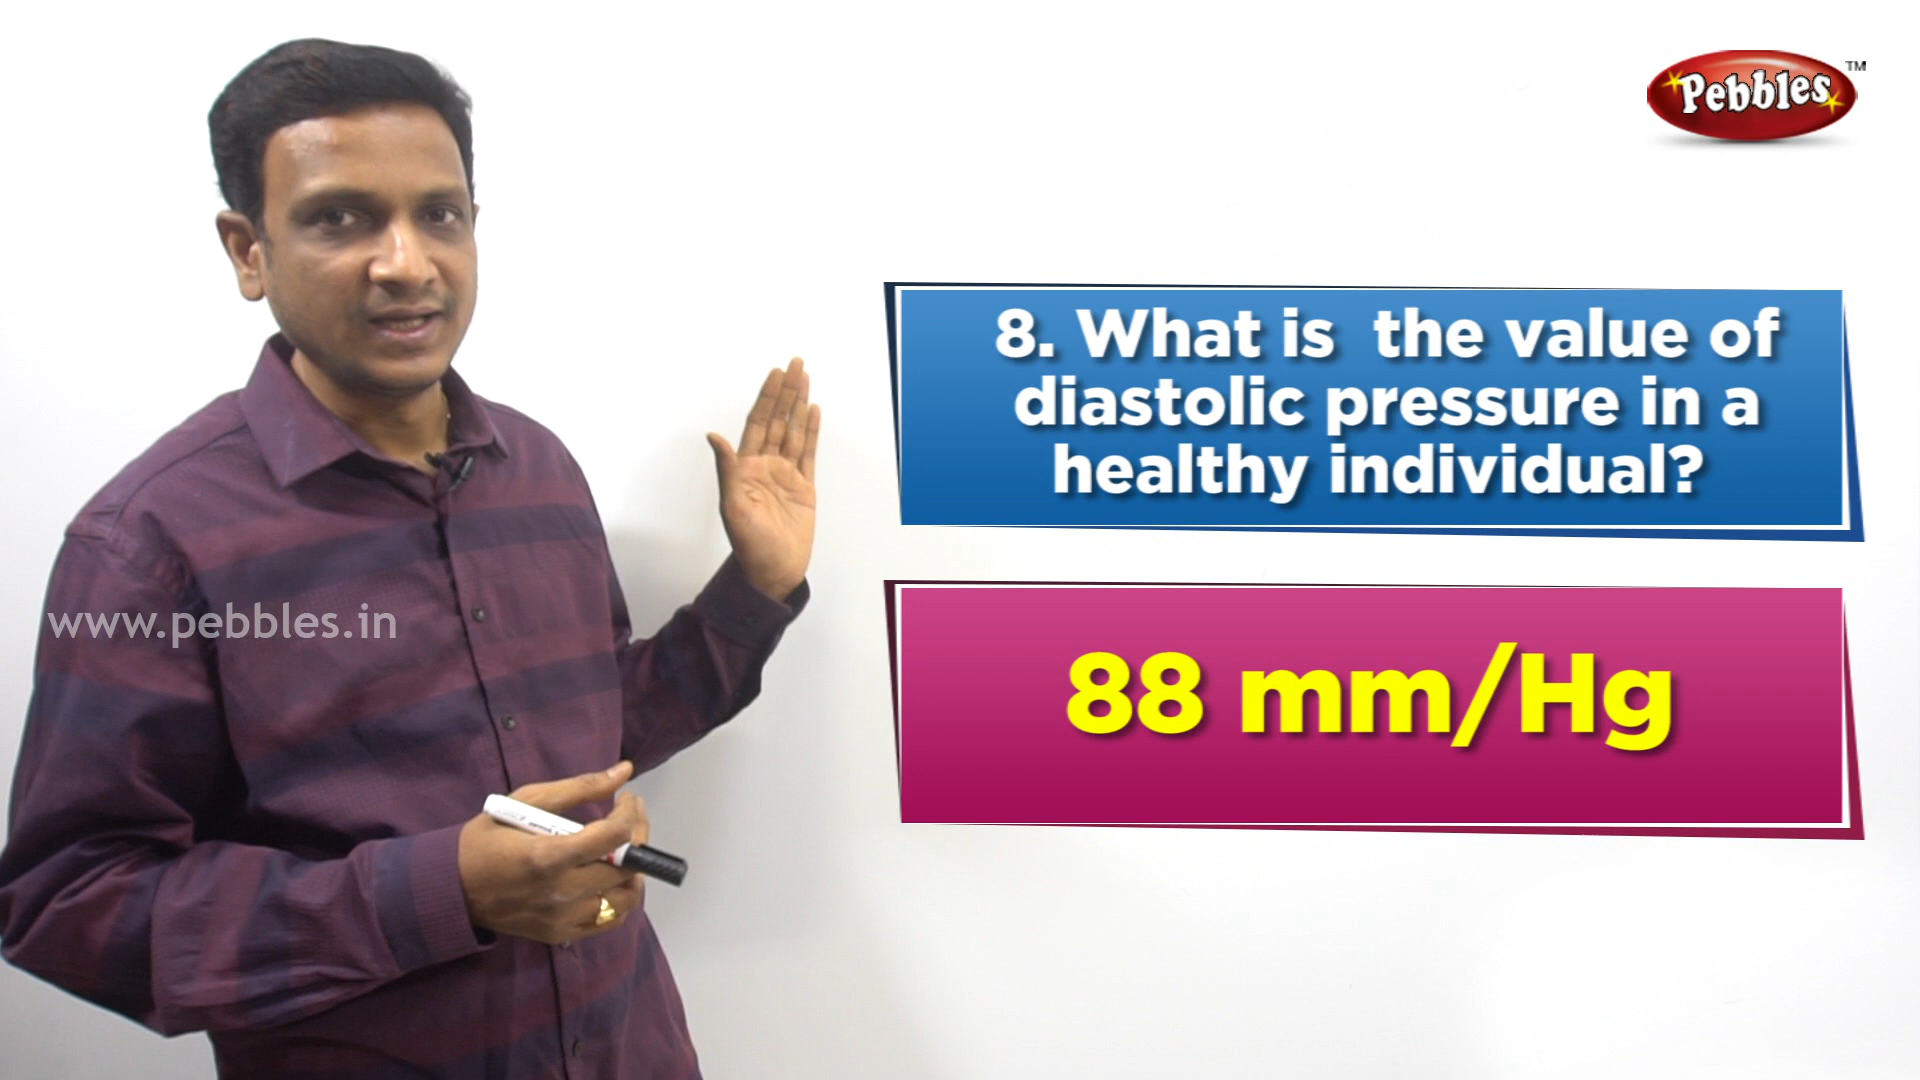 Pebbles TM
8. What is the value of
diastolic pressure in a
healthy individual?
www.pebbles.in
88 mm/Hg